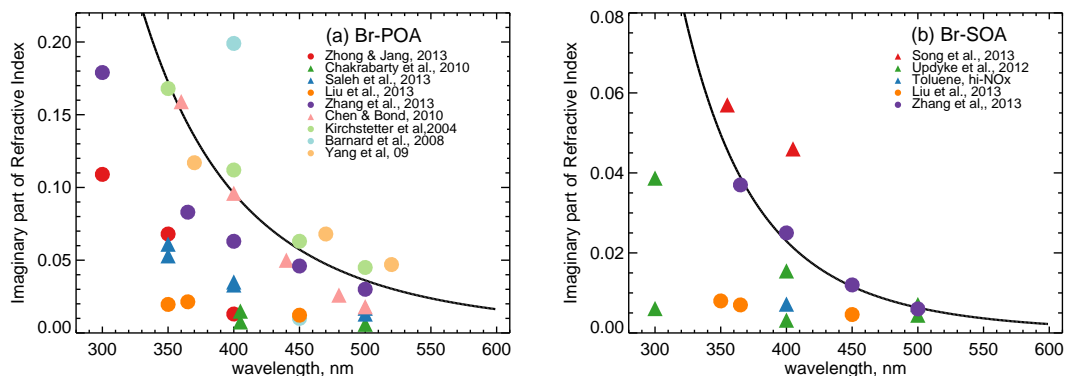 (a) Br-POA
Zhong & Jang, 2013
Chakrabarty et al., 2010
Saleh et al., 2013
Liu et al., 2013
Zhang et al., 2013
Chen & Bond, 2010
Kirchstetter et al,2004
Barnard et al., 2008
Yang et al, 09
Imaginary part of Refractive Index
0.20
0.15
0.10
0.05
0.00
300 350 400 450 500 550 600
wavelength, nm
(b) Br-SOA
Song et al., 2013
Updyke et al., 2012
Toluene, hi-NOx
Liu et al., 2013
Zhang et al,, 2013
Imaginary part of Refractive Index
0.08
0.06
0.04
0.02
0.00
300 350 400 450 500 550 600
wavelength, nm